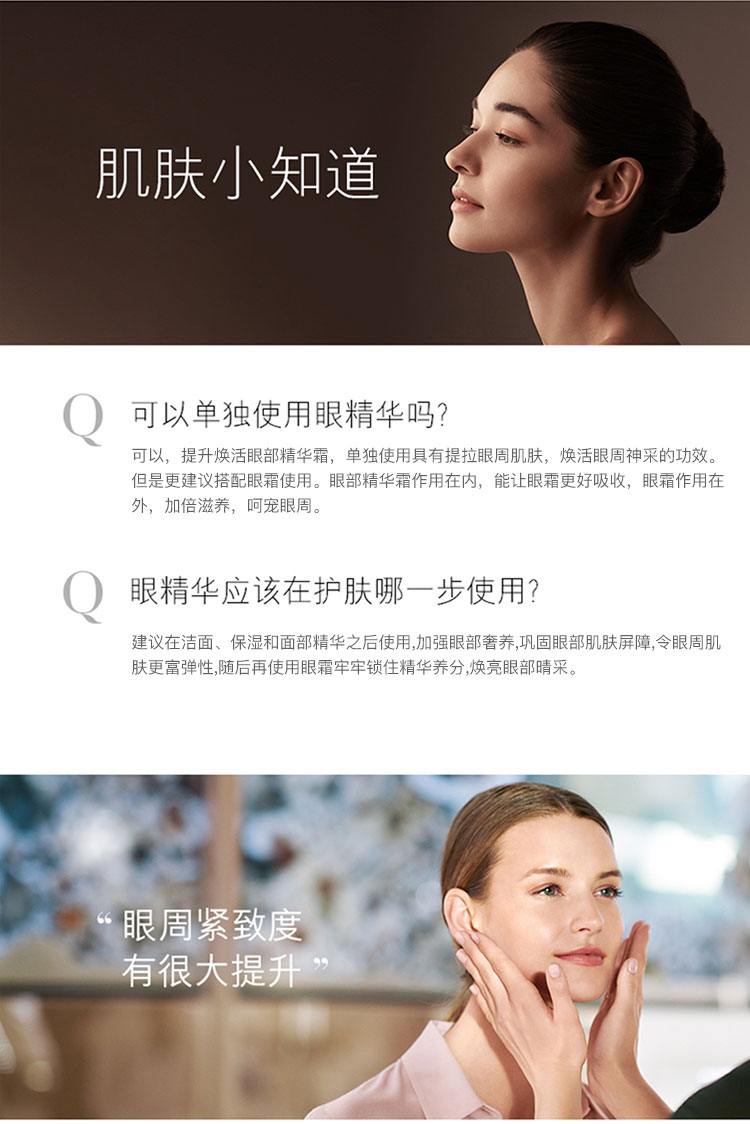 肌肤小知道
Q 可以单独使用眼精华吗?
可以，提升焕活眼部精华霜，单独使用具有提拉眼周肌肤，焕活眼周神采的功效。
但是更建议搭配眼霜使用。眼部精华霜作用在内，能让眼霜更好吸收，眼霜作用在
外，加倍滋养，呵宠眼周。
Q 眼精华应该在护肤哪一步使用?
建议在洁面、保湿和面部精华之后使用,加强眼部奢养,巩固眼部肌肤屏障,令眼周肌
肤更富弹性,随后再使用眼霜牢牢锁住精华养分,焕亮眼部晴采。
“ 眼周紧致度
有很大提升 ”